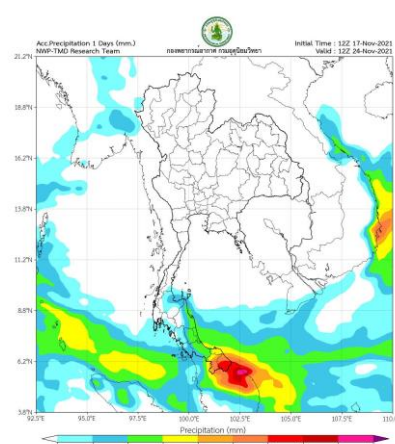 Acc.Precipitation 1 Days (mm.)
NWP-TMD Research Team
กองพยากรณ์อากาศ กรมอุตุนิยมวิทยา
Initial Time : 12Z 17-Nov-2021
Valid : 12Z 24-Nov-2021
21.2°N
18.8°N
16.2°N
13.8°N
11.2°N
8.8°N
6.2°N
3.8°N
92.5°E 95.0°E 97.5°E 100.0°E 102.5°E 105.0°E 107.5°E 110.0
Precipitation (mm)